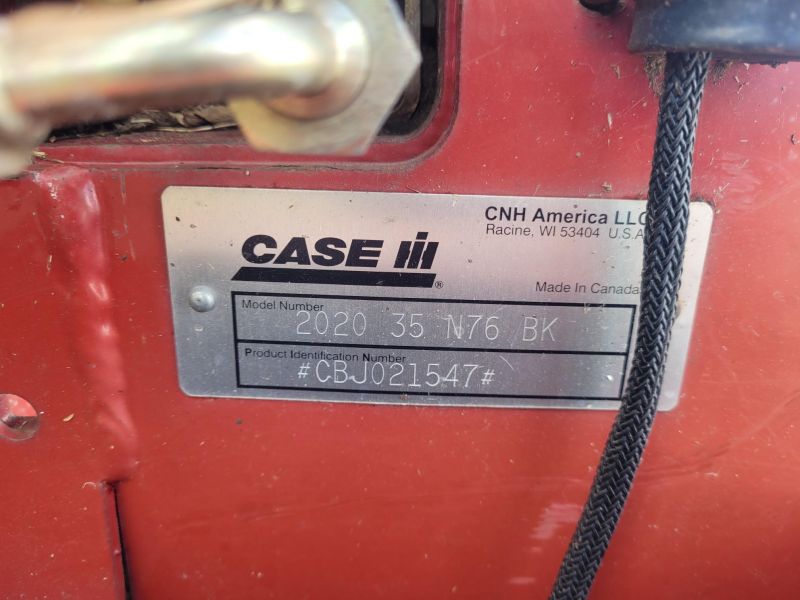 CNH America LLC
Racine, WI 53404 U.S.A
CASE IH
®
Made In Canada
Model Number
2020 35 N76 BK
Product Identification Number
#CBJ021547#